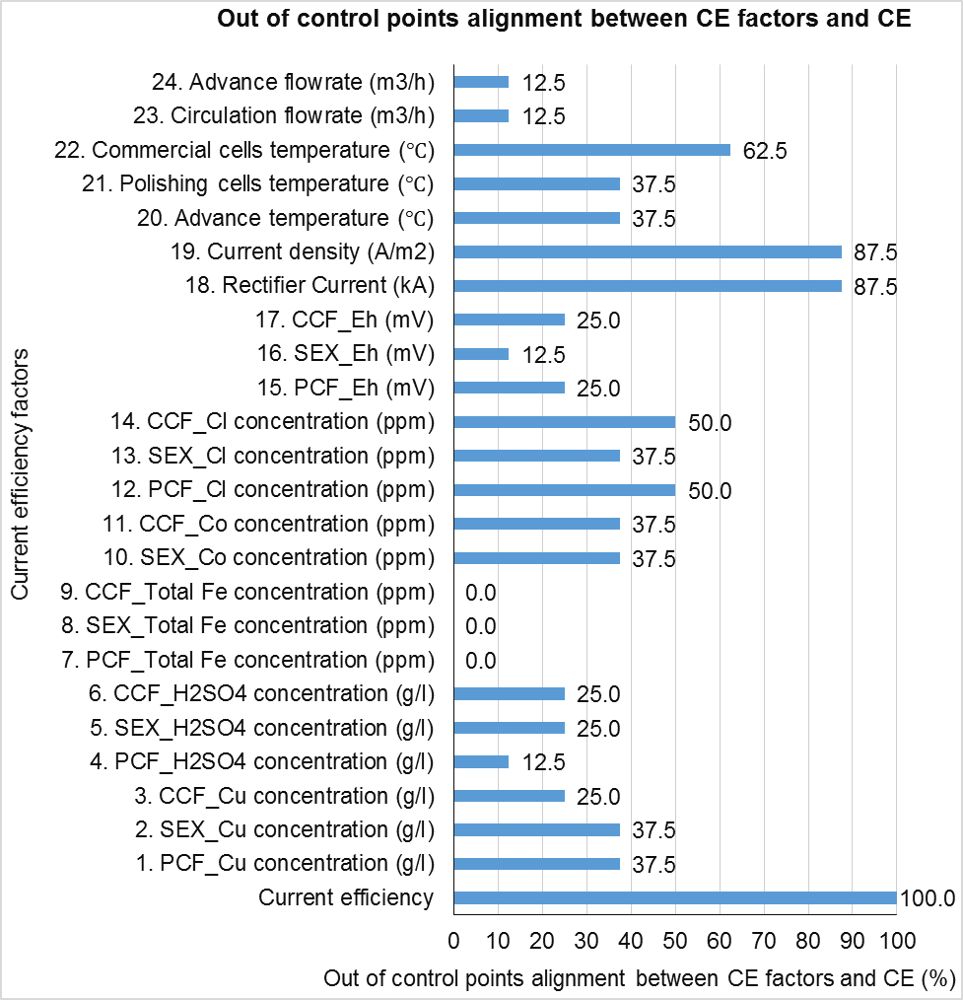 Out of control points alignment between CE factors and CE
Current efficiency factors
24. Advance flowrate (m3/h) 12.5
23. Circulation flowrate (m3/h) 12.5
22. Commercial cells temperature (℃) 62.5
21. Polishing cells temperature (℃) 37.5
20. Advance temperature (℃) 37.5
19. Current density (A/m2) 87.5
18. Rectifier Current (kA) 87.5
17. CCF_Eh (mV) 25.0
16. SEX_Eh (mV) 12.5
15. PCF_Eh (mV) 25.0
14. CCF_Cl concentration (ppm) 50.0
13. SEX_Cl concentration (ppm) 37.5
12. PCF_Cl concentration (ppm) 50.0
11. CCF_Co concentration (ppm) 37.5
10. SEX_Co concentration (ppm) 37.5
9. CCF_Total Fe concentration (ppm) 0.0
8. SEX_Total Fe concentration (ppm) 0.0
7. PCF_Total Fe concentration (ppm) 0.0
6. CCF_H2SO4 concentration (g/l) 25.0
5. SEX_H2SO4 concentration (g/l) 25.0
4. PCF_H2SO4 concentration (g/l) 12.5
3. CCF_Cu concentration (g/l) 25.0
2. SEX_Cu concentration (g/l) 37.5
1. PCF_Cu concentration (g/l) 37.5
Current efficiency 100.0
0 10 20 30 40 50 60 70 80 90 100
Out of control points alignment between CE factors and CE (%)